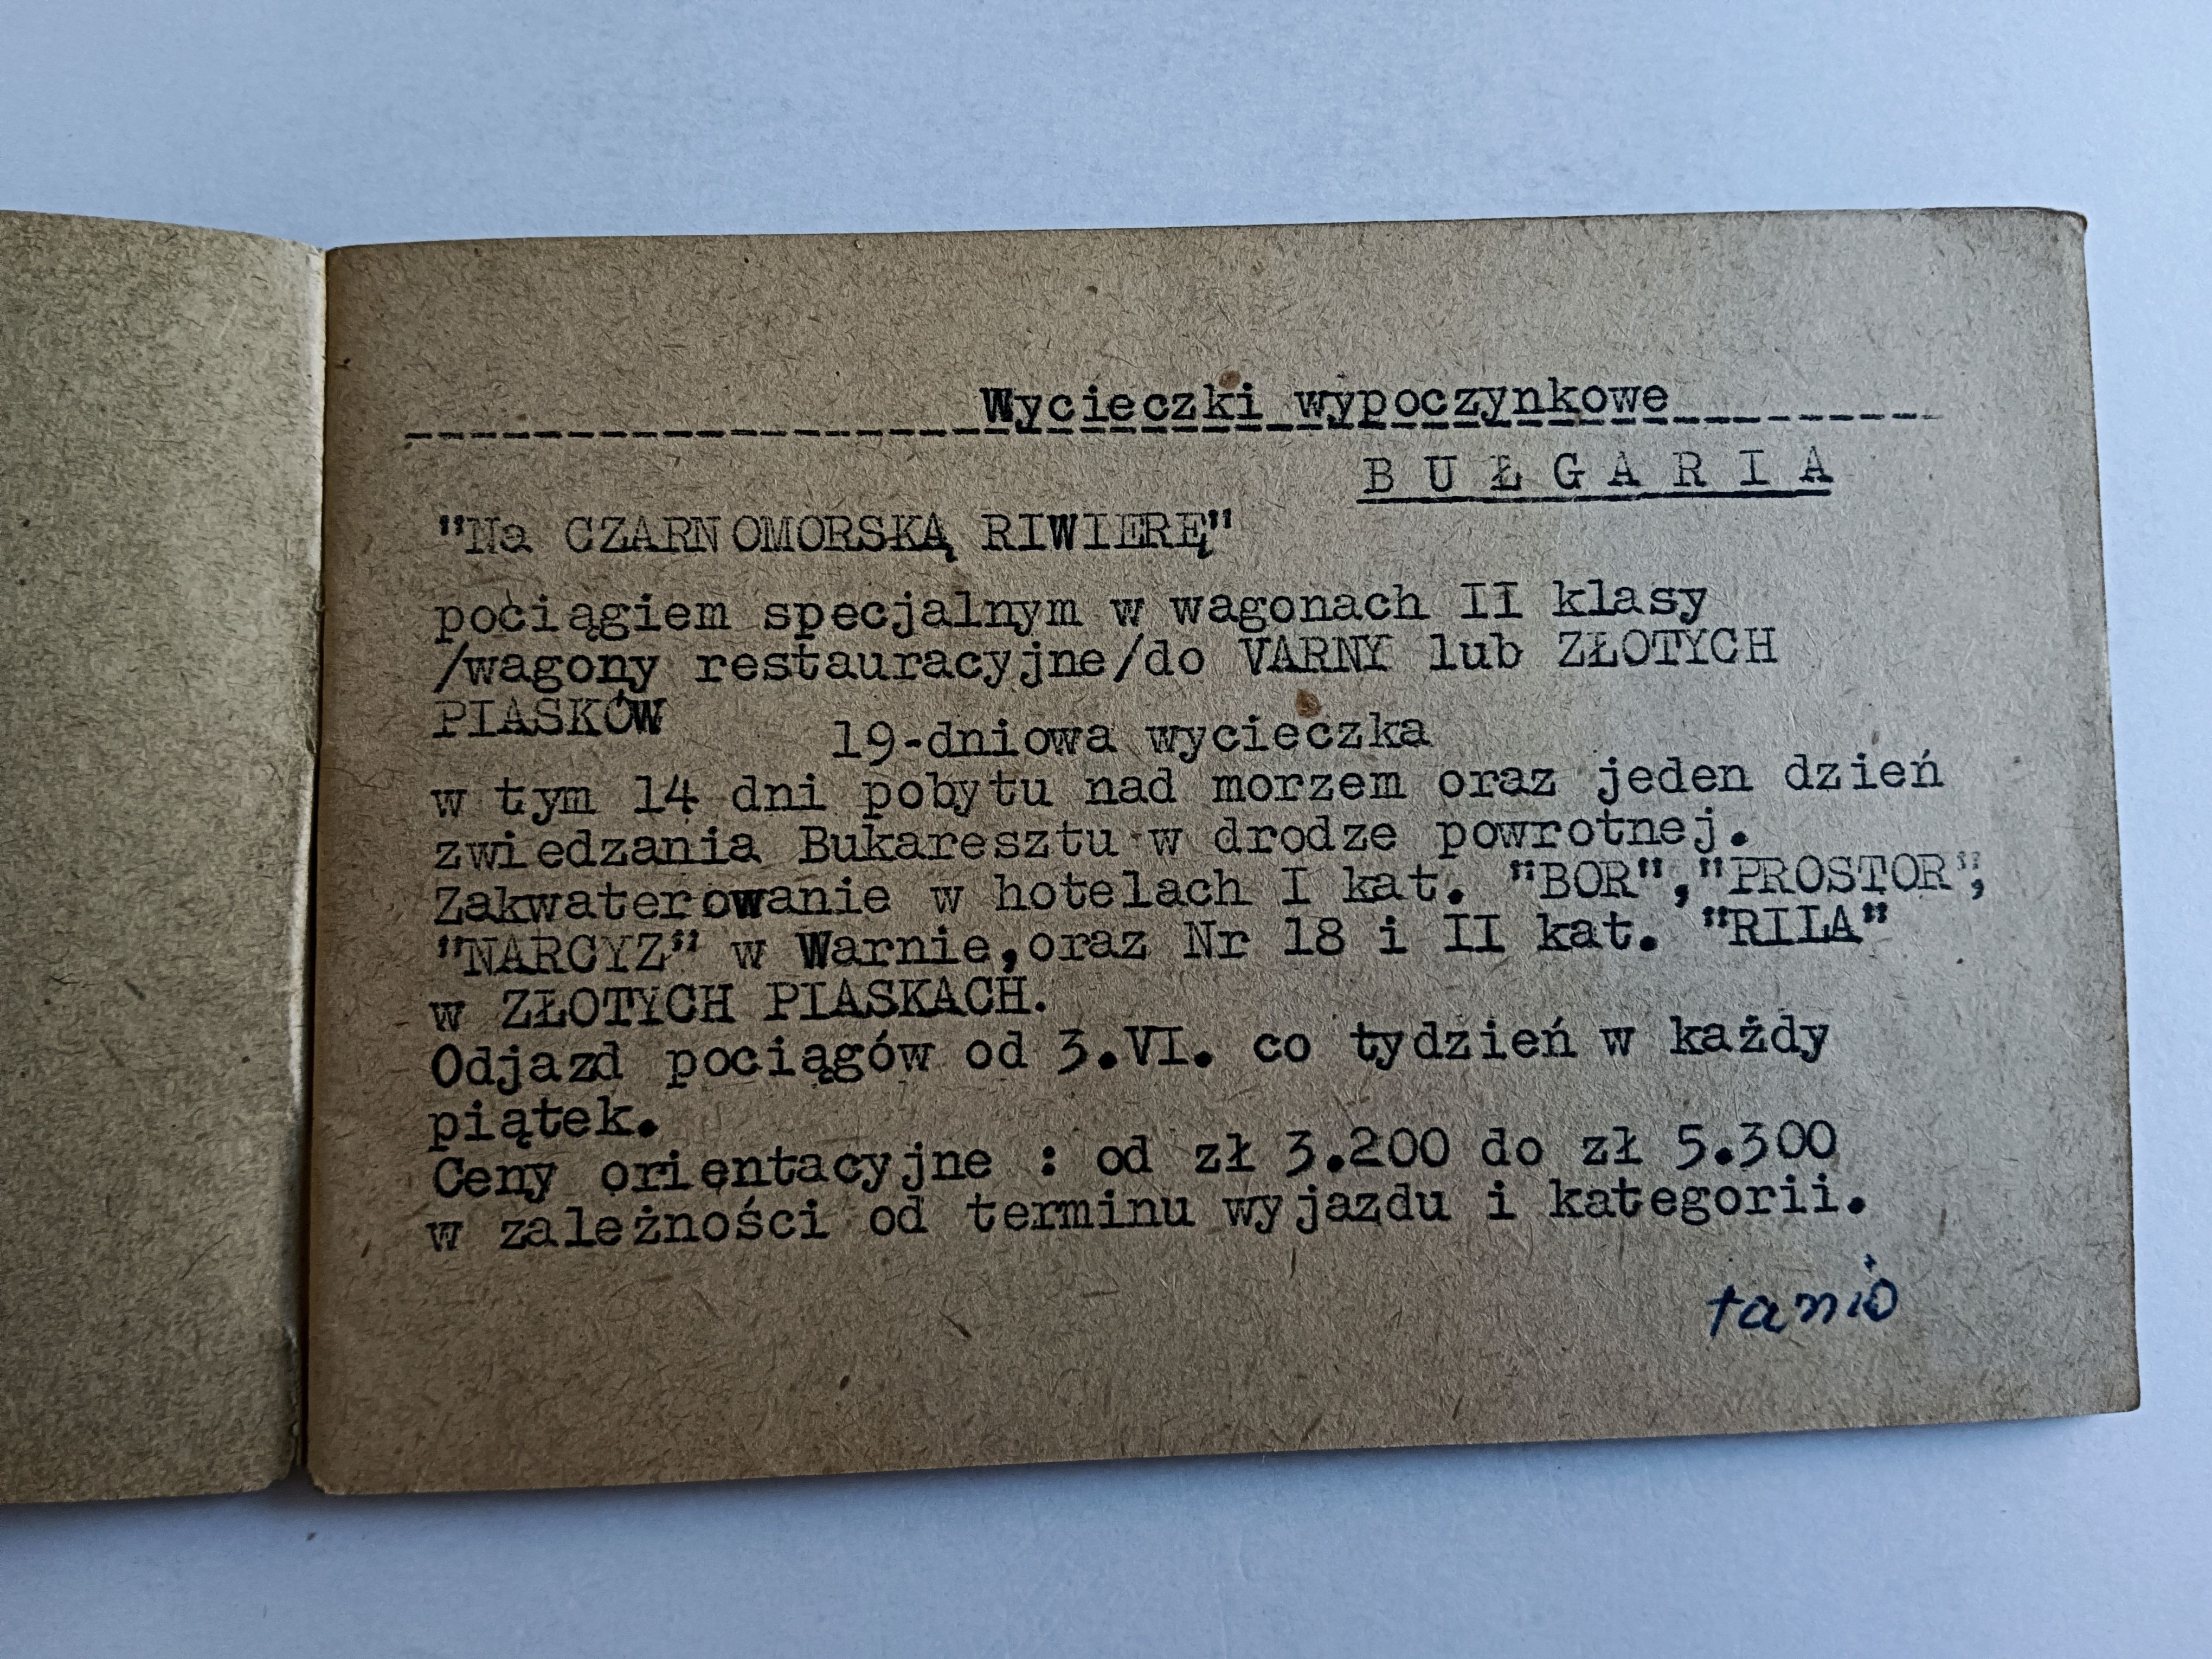 Wycieczki wypoczynkowe
BUŁGARIA
"Na CZARNOMORSKĄ RIWIERĘ"
pociągiem specjalnym w wagonach II klasy
/wagony restauracyjne/do VARNY lub ZŁOTYCH
PIASKÓW
19-dniowa wycieczka
w tym 14 dni pobytu nad morzem oraz jeden dzień
zwiedzania Bukaresztu w drodze powrotnej.
Zakwaterowanie w hotelach I kat. "BOR","PROSTOR",
"NARCYZ" w Warnie,oraz Nr 18 i II kat. "RILA"
w ZŁOTYCH PIASKACH.
Odjazd pociągów od 3.VI. co tydzień w każdy
piątek.
Ceny orientacyjne : od zł 3.200 do zł 5.300
w zależności od terminu wyjazdu i kategorii.
tanio